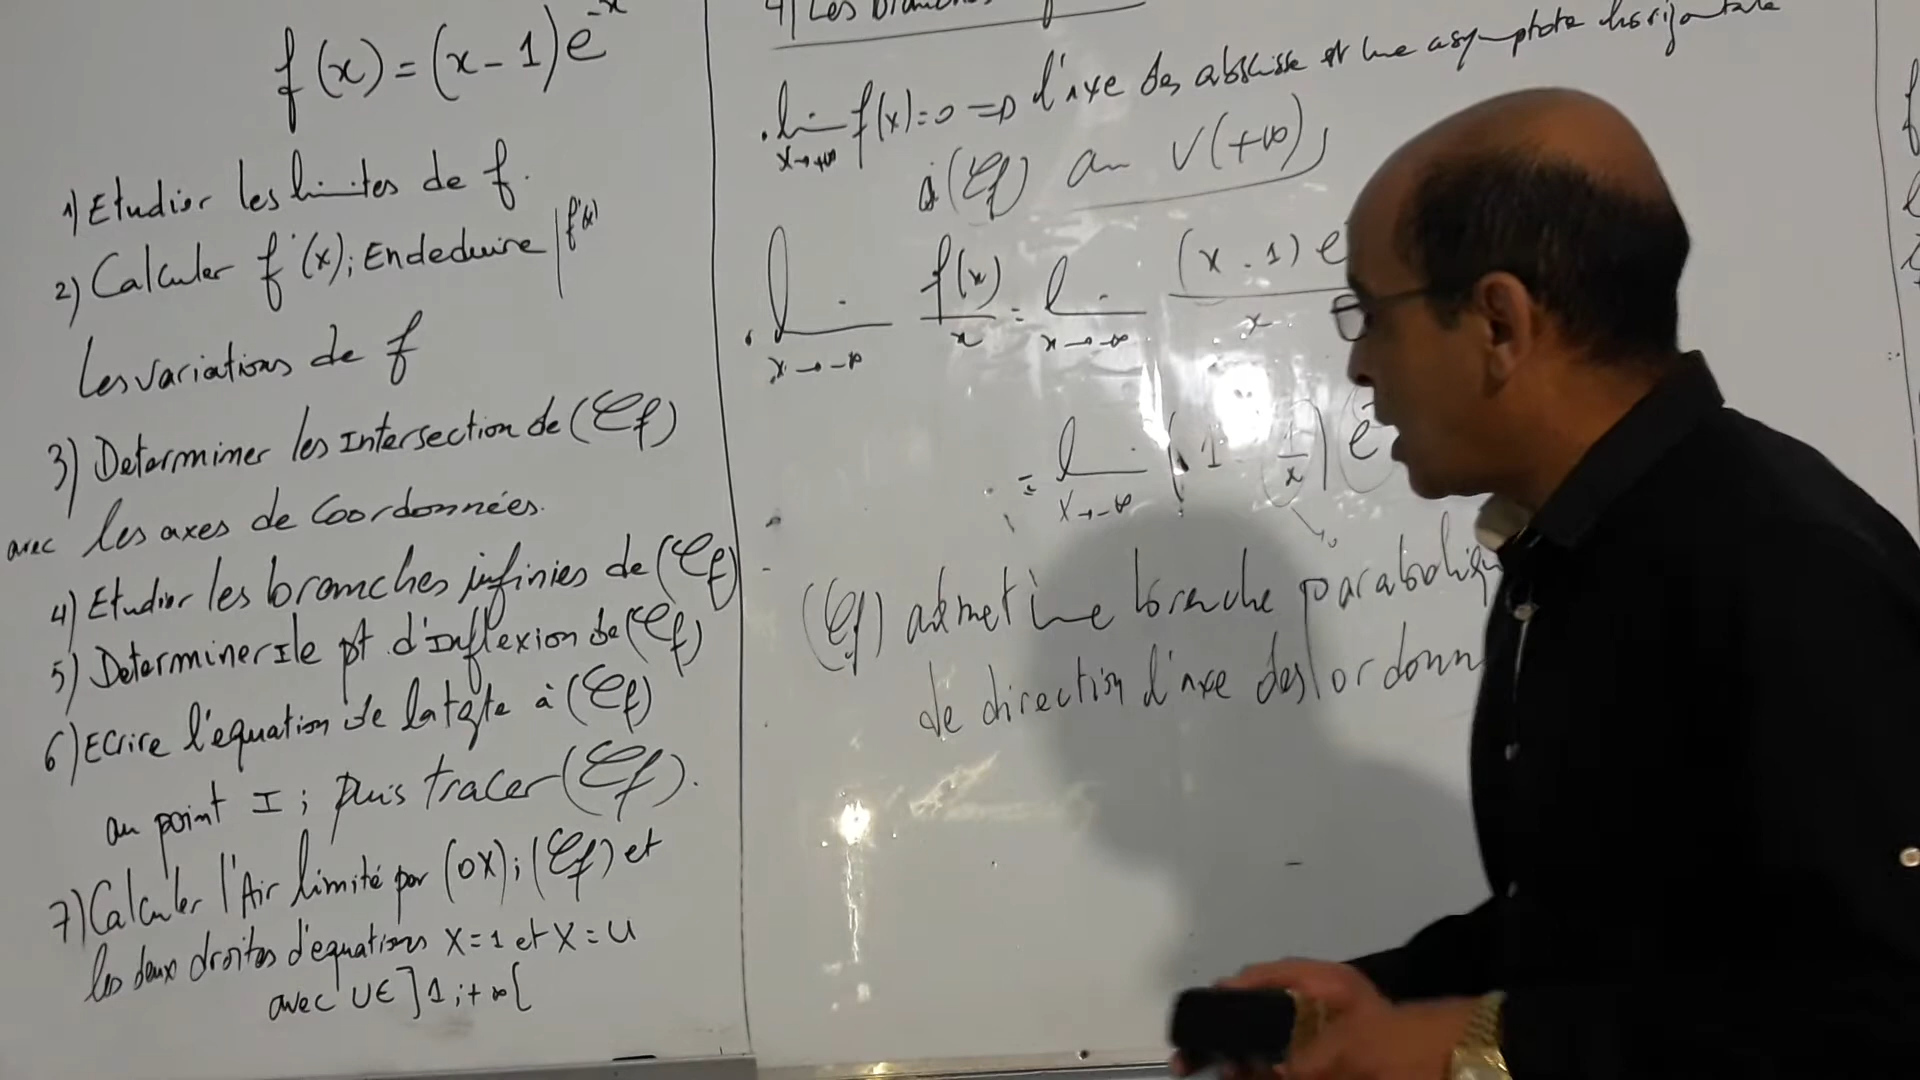 f(x) = (x-1)e^-x
1) Etudier les limites de f.
2) Calculer f'(x); En deduire | f'(x)
les variations de f
3) Determiner les Intersection de (Cf)
avec les axes de Coordonnées.
4) Etudier les branches infinies de (Cf)
5) Determiner I le pt d'Inflexion de (Cf)
6) Ecrire l'équation de la tgte à (Cf)
au point I ; puis tracer (Cf).
7) Calculer l'Air limité par (OX); (Cf) et
les deux droites d'équations X=1 et X=U
avec U∈]1;+∞[
4) Les branches
. lim x→+∞ f(x)=0 => l'axe des abscisse est une asymptote horizontale
à (Cf) au V(+∞)
. lim x→-∞ f(x)/x = lim x→-∞ (x-1)e / x
= lim x→-∞ (1 - 1/x) e
→0
(Cf) admet une branche paraboliqu
de direction l'axe des ordonn